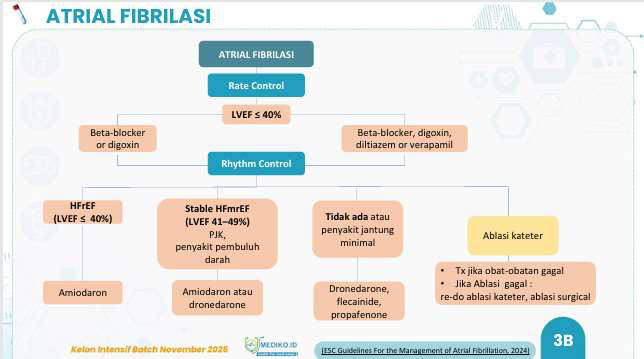 ATRIAL FIBRILASI
ATRIAL FIBRILASI
Rate Control
LVEF ≤ 40%
Beta-blocker
or digoxin
Beta-blocker, digoxin,
diltiazem or verapamil
Rhythm Control
HFrEF
(LVEF ≤ 40%)
Stable HFmrEF
(LVEF 41–49%)
PJK,
penyakit pembuluh
darah
Tidak ada atau
penyakit jantung
minimal
Ablasi kateter
Amiodaron
Amiodaron atau
dronedarone
Dronedarone,
flecainide,
propafenone
• Tx jika obat-obatan gagal
• Jika Ablasi gagal :
re-do ablasi kateter, ablasi surgical
Kelon Intensif Batch November 2025
MEDIKO.ID
(ESC Guidelines For the Management of Atrial Fibrillation, 2024)
3B